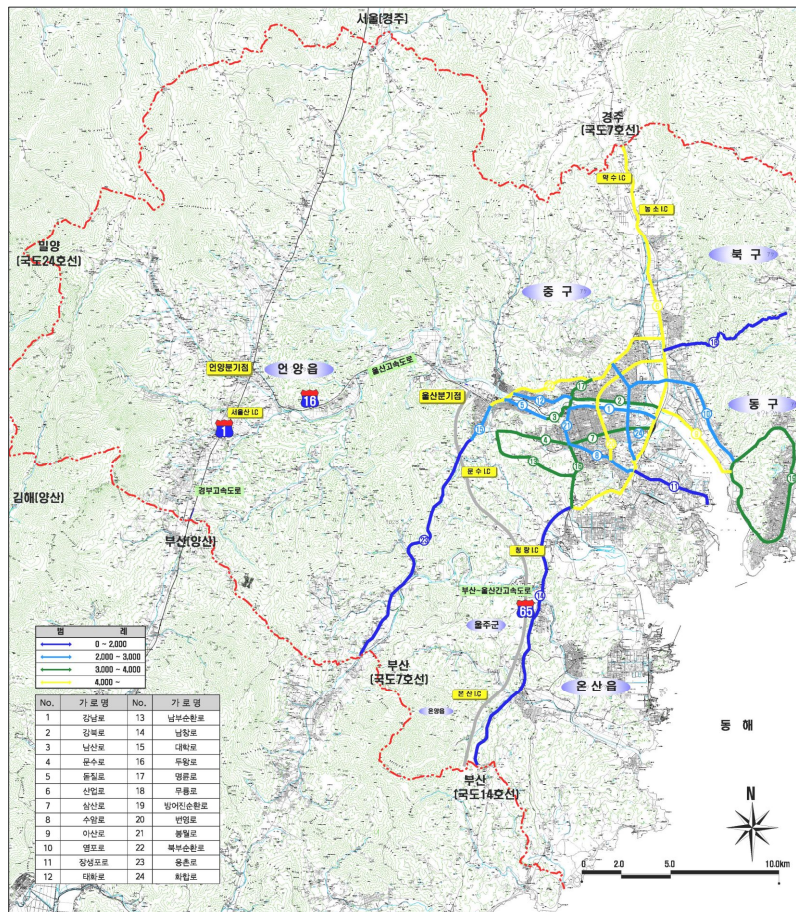 서울(경주)
경주
(국도7호선)
약수 I.C
농소 I.C
밀양
(국도24호선)
북 구
중 구
언양분기점
언 양 읍
울산고속도로
16
울산분기점
동 구
서울산 I.C
1
문수 I.C
김해(양산)
경부고속도로
부산(양산)
청량 I.C
부산~울산간고속도로
65
울주군
부산
(국도7호선)
온산 I.C
온양읍
온 산 읍
동 해
부산
(국도14호선)
범 례
0 ~ 2,000
2,000 ~ 3,000
3,000 ~ 4,000
4,000 ~
No. 가 로 명 No. 가 로 명
1 강남로 13 남부순환로
2 강북로 14 남창로
3 남산로 15 대학로
4 문수로 16 두왕로
5 돋질로 17 명륜로
6 산업로 18 무룡로
7 삼산로 19 방어진순환로
8 수암로 20 번영로
9 아산로 21 봉월로
10 염포로 22 북부순환로
11 장생포로 23 웅촌로
12 태화로 24 화합로
N
0 2.0 5.0 10.0km